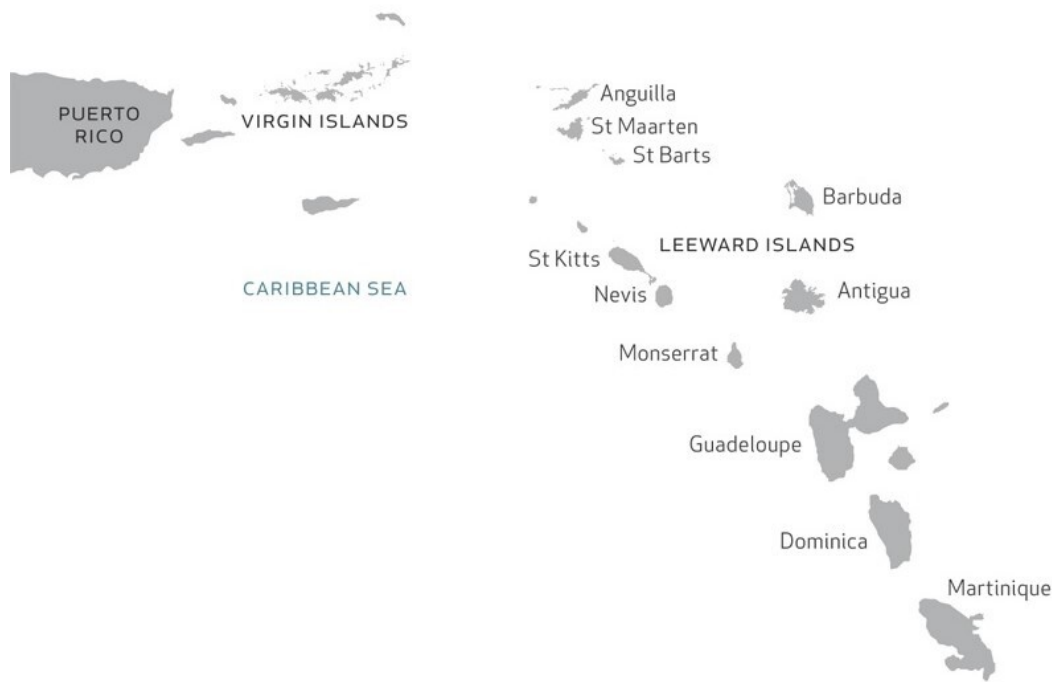 Anguilla
PUERTO
RICO
VIRGIN ISLANDS
St Maarten
St Barts
Barbuda
LEEWARD ISLANDS
St Kitts
CARIBBEAN SEA
Nevis
Antigua
Monserrat
Guadeloupe
Dominica
Martinique